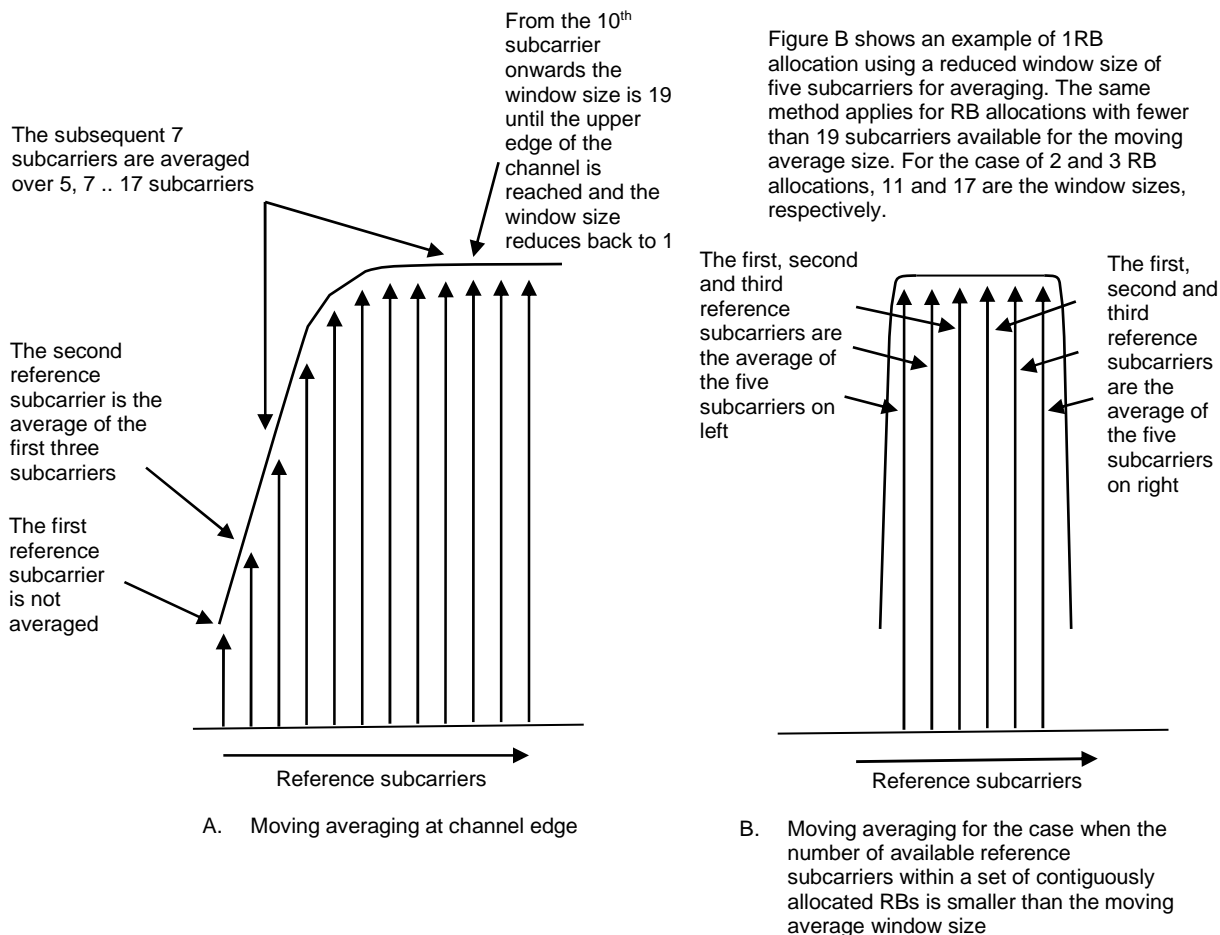 From the 10th
subcarrier
onwards the
window size is 19
until the upper
edge of the
channel is
reached and the
window size
reduces back to 1
The subsequent 7
subcarriers are averaged
over 5, 7 .. 17 subcarriers
The second
reference
subcarrier is the
average of the
first three
subcarriers
The first
reference
subcarrier
is not
averaged
Reference subcarriers
A. Moving averaging at channel edge
Figure B shows an example of 1RB
allocation using a reduced window size of
five subcarriers for averaging. The same
method applies for RB allocations with fewer
than 19 subcarriers available for the moving
average size. For the case of 2 and 3 RB
allocations, 11 and 17 are the window sizes,
respectively.
The first, second
and third
reference
subcarriers are
the average of
the five
subcarriers on
left
The first,
second and
third
reference
subcarriers
are the
average of
the five
subcarriers
on right
Reference subcarriers
B. Moving averaging for the case when the
number of available reference
subcarriers within a set of contiguously
allocated RBs is smaller than the moving
average window size